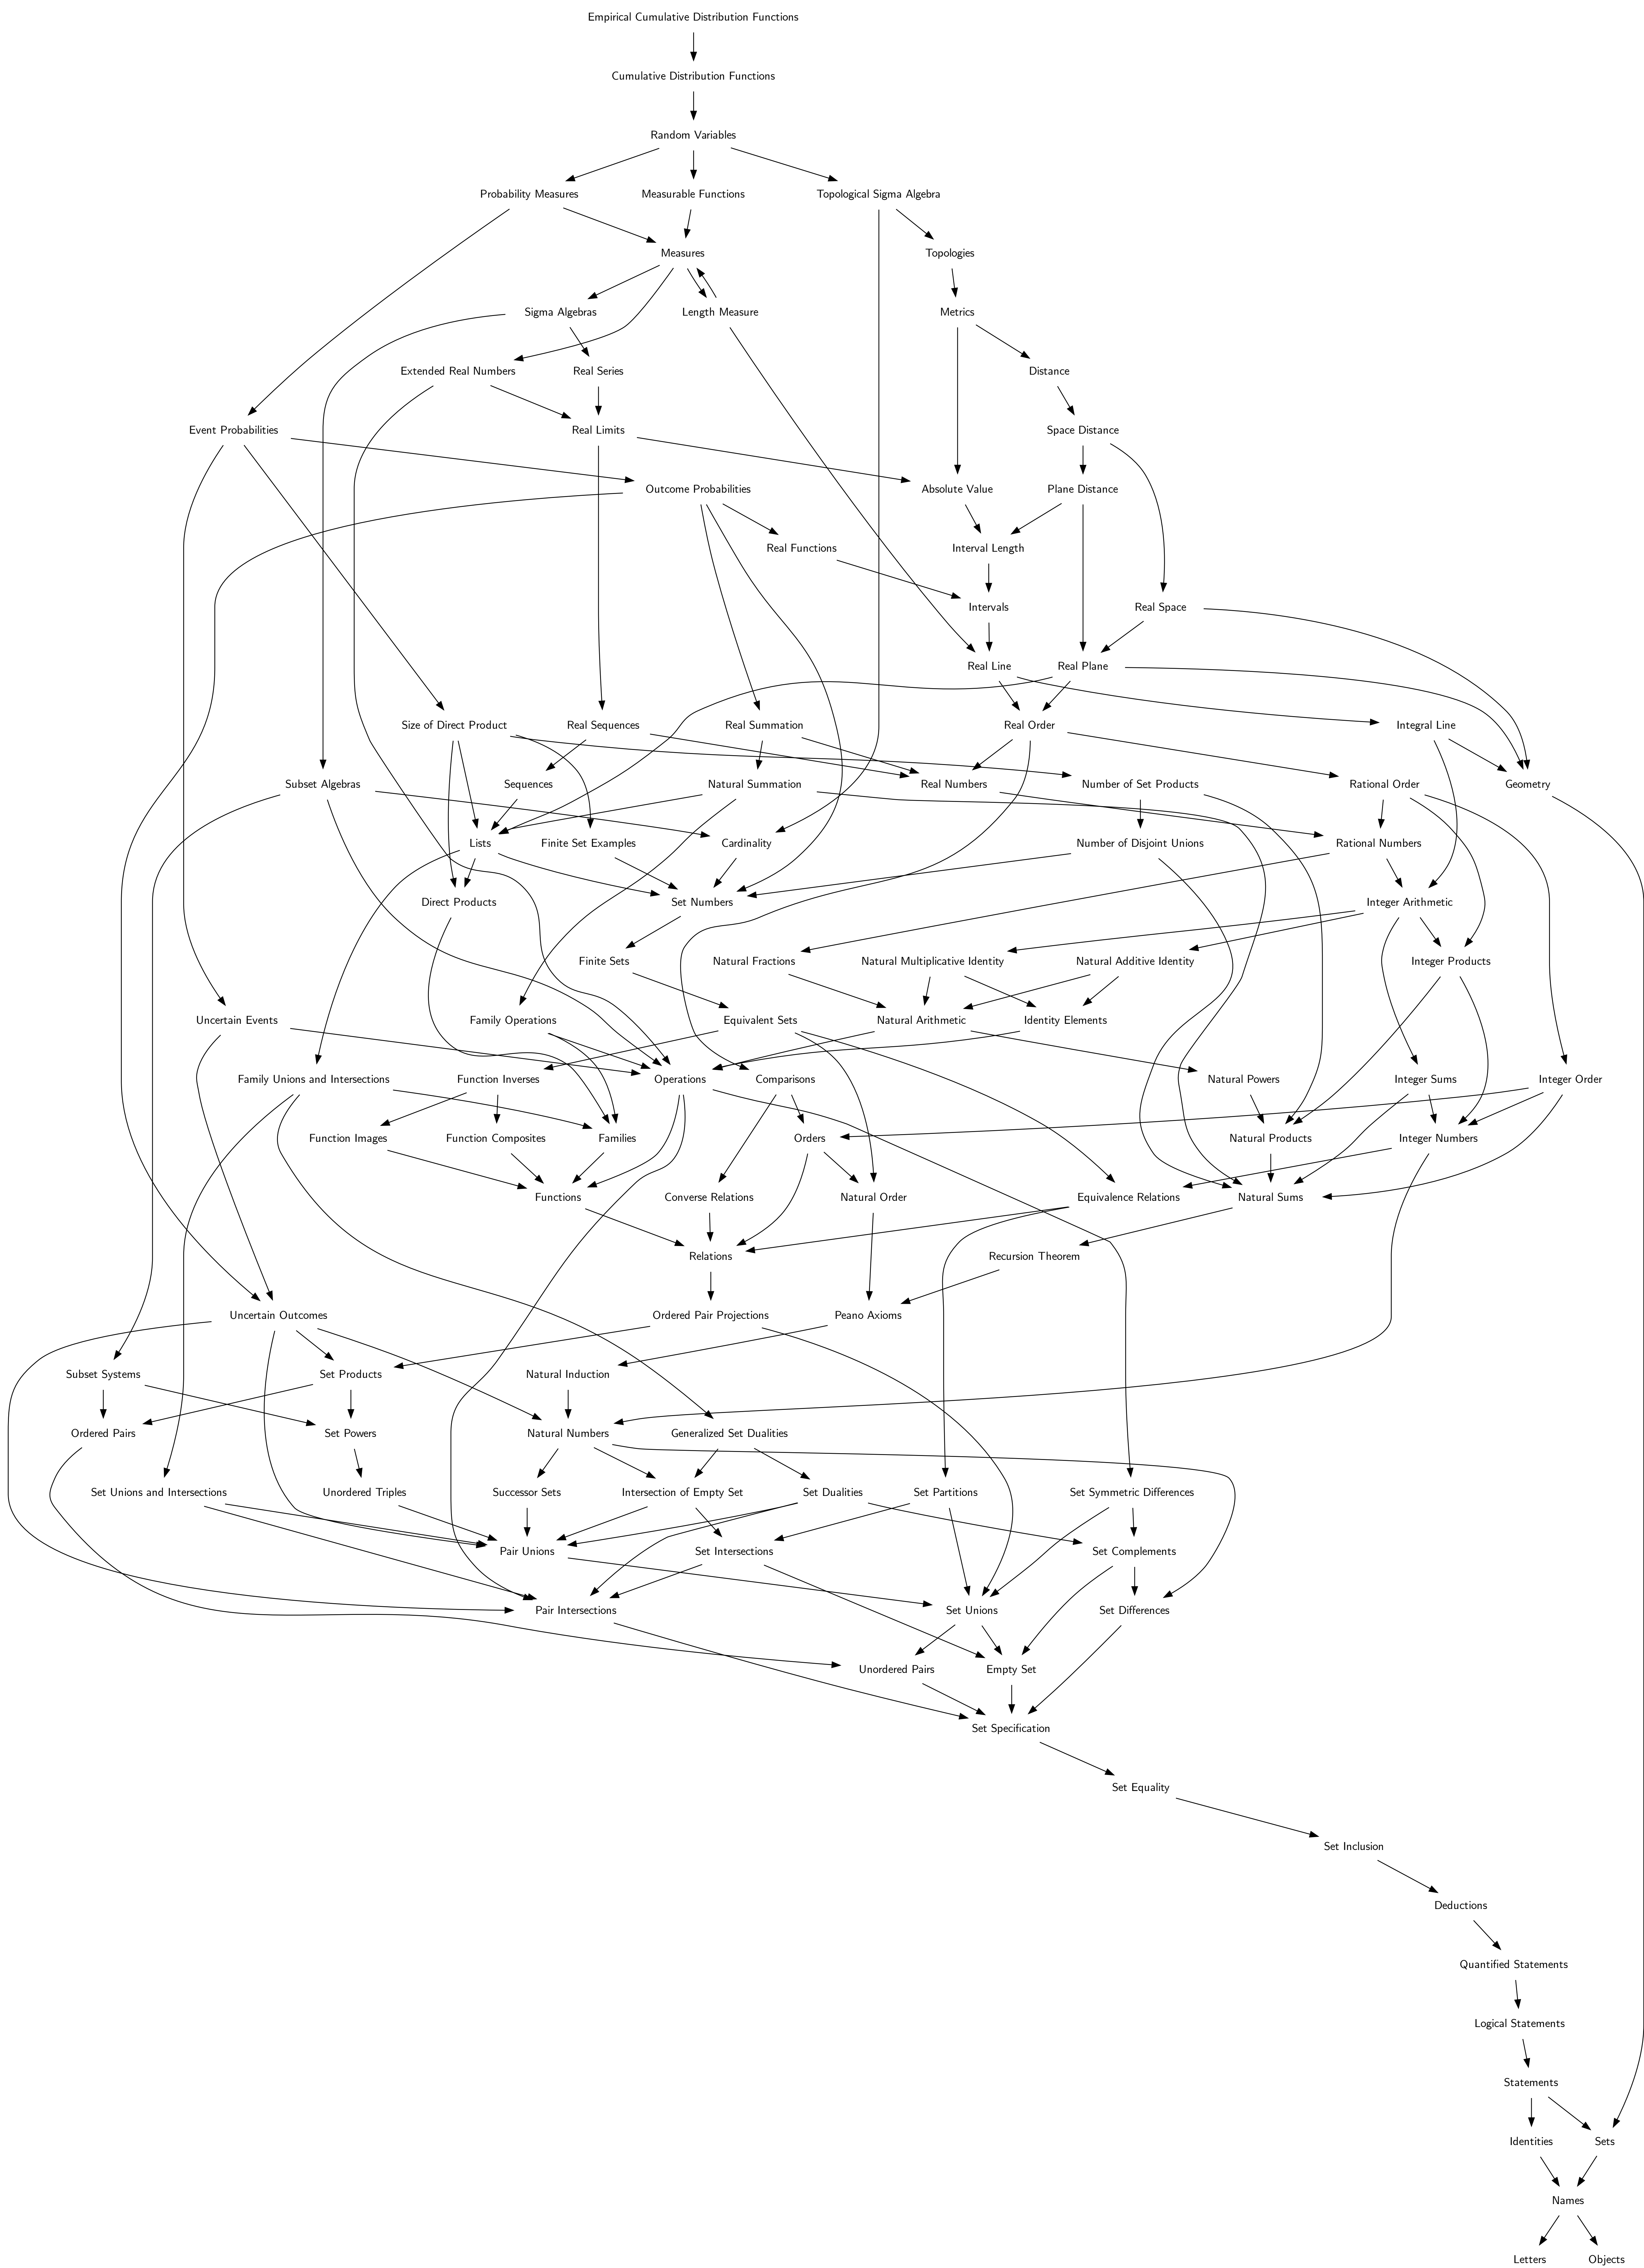 Empirical Cumulative Distribution Functions
Cumulative Distribution Functions
Random Variables
Probability Measures
Measurable Functions
Topological Sigma Algebra
Measures
Topologies
Sigma Algebras
Length Measure
Metrics
Extended Real Numbers
Real Series
Distance
Event Probabilities
Real Limits
Space Distance
Outcome Probabilities
Absolute Value
Plane Distance
Real Functions
Interval Length
Intervals
Real Space
Real Line
Real Plane
Size of Direct Product
Real Sequences
Real Summation
Real Order
Integral Line
Subset Algebras
Sequences
Natural Summation
Real Numbers
Number of Set Products
Rational Order
Geometry
Lists
Finite Set Examples
Cardinality
Number of Disjoint Unions
Rational Numbers
Direct Products
Set Numbers
Integer Arithmetic
Finite Sets
Natural Fractions
Natural Multiplicative Identity
Natural Additive Identity
Integer Products
Uncertain Events
Family Operations
Equivalent Sets
Natural Arithmetic
Identity Elements
Family Unions and Intersections
Function Inverses
Operations
Comparisons
Natural Powers
Integer Sums
Integer Order
Function Images
Function Composites
Families
Orders
Natural Products
Integer Numbers
Functions
Converse Relations
Natural Order
Equivalence Relations
Natural Sums
Relations
Recursion Theorem
Uncertain Outcomes
Ordered Pair Projections
Peano Axioms
Subset Systems
Set Products
Natural Induction
Ordered Pairs
Set Powers
Natural Numbers
Generalized Set Dualities
Set Unions and Intersections
Unordered Triples
Successor Sets
Intersection of Empty Set
Set Dualities
Set Partitions
Set Symmetric Differences
Pair Unions
Set Intersections
Set Complements
Pair Intersections
Set Unions
Set Differences
Unordered Pairs
Empty Set
Set Specification
Set Equality
Set Inclusion
Deductions
Quantified Statements
Logical Statements
Statements
Identities
Sets
Names
Letters
Objects